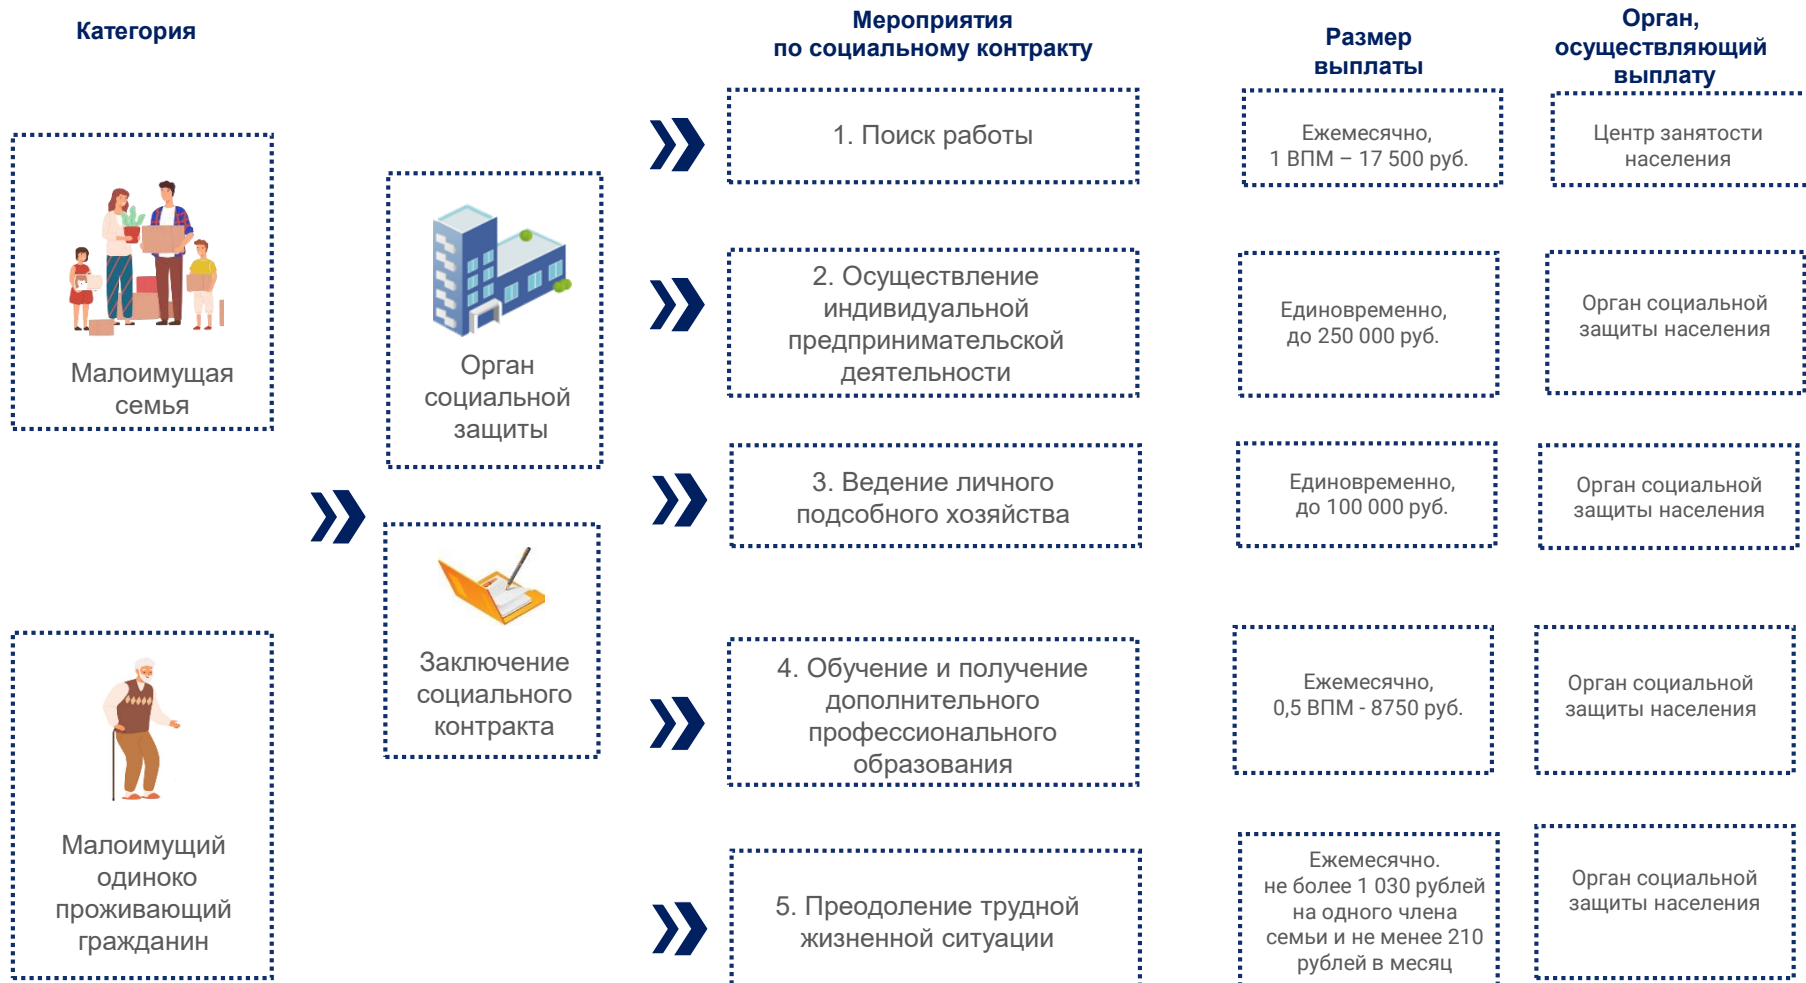 Категория
Мероприятия
по социальному контракту
Размер
выплаты
Орган,
осуществляющий
выплату
Малоимущая
семья
Малоимущий
одиноко
проживающий
гражданин
Орган
социальной
защиты
Заключение
социального
контракта
1. Поиск работы
Ежемесячно,
1 ВПМ – 17 500 руб.
Центр занятости
населения
2. Осуществление
индивидуальной
предпринимательской
деятельности
Единовременно,
до 250 000 руб.
Орган социальной
защиты населения
3. Ведение личного
подсобного хозяйства
Единовременно,
до 100 000 руб.
Орган социальной
защиты населения
4. Обучение и получение
дополнительного
профессионального
образования
Ежемесячно,
0,5 ВПМ - 8750 руб.
Орган социальной
защиты населения
5. Преодоление трудной
жизненной ситуации
Ежемесячно.
не более 1 030 рублей
на одного члена
семьи и не менее 210
рублей в месяц
Орган социальной
защиты населения